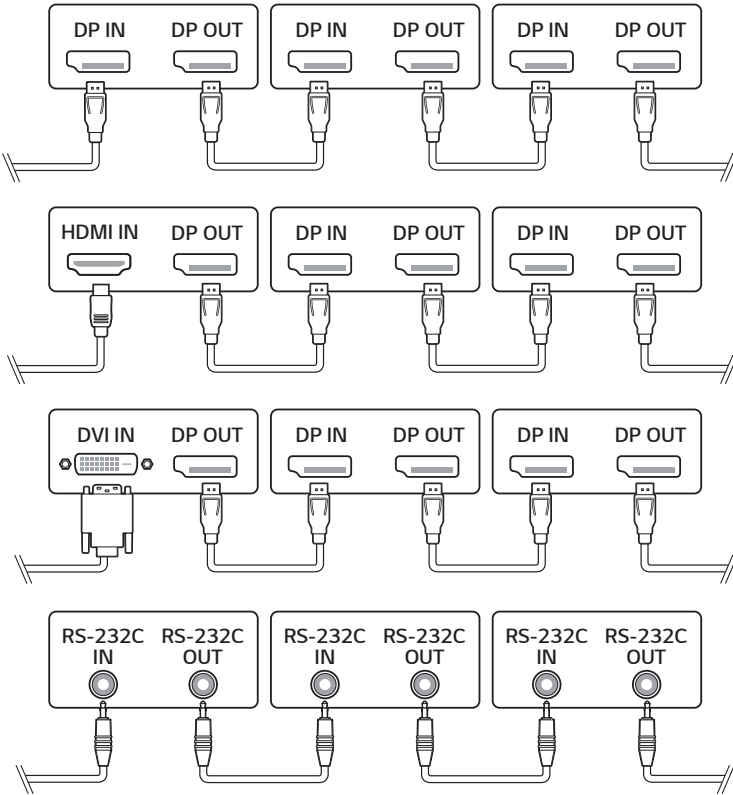 DP IN DP OUT DP IN DP OUT DP IN DP OUT
HDMI IN DP OUT DP IN DP OUT DP IN DP OUT
DVI IN DP OUT DP IN DP OUT DP IN DP OUT
RS-232C RS-232C RS-232C RS-232C RS-232C RS-232C
IN OUT IN OUT IN OUT